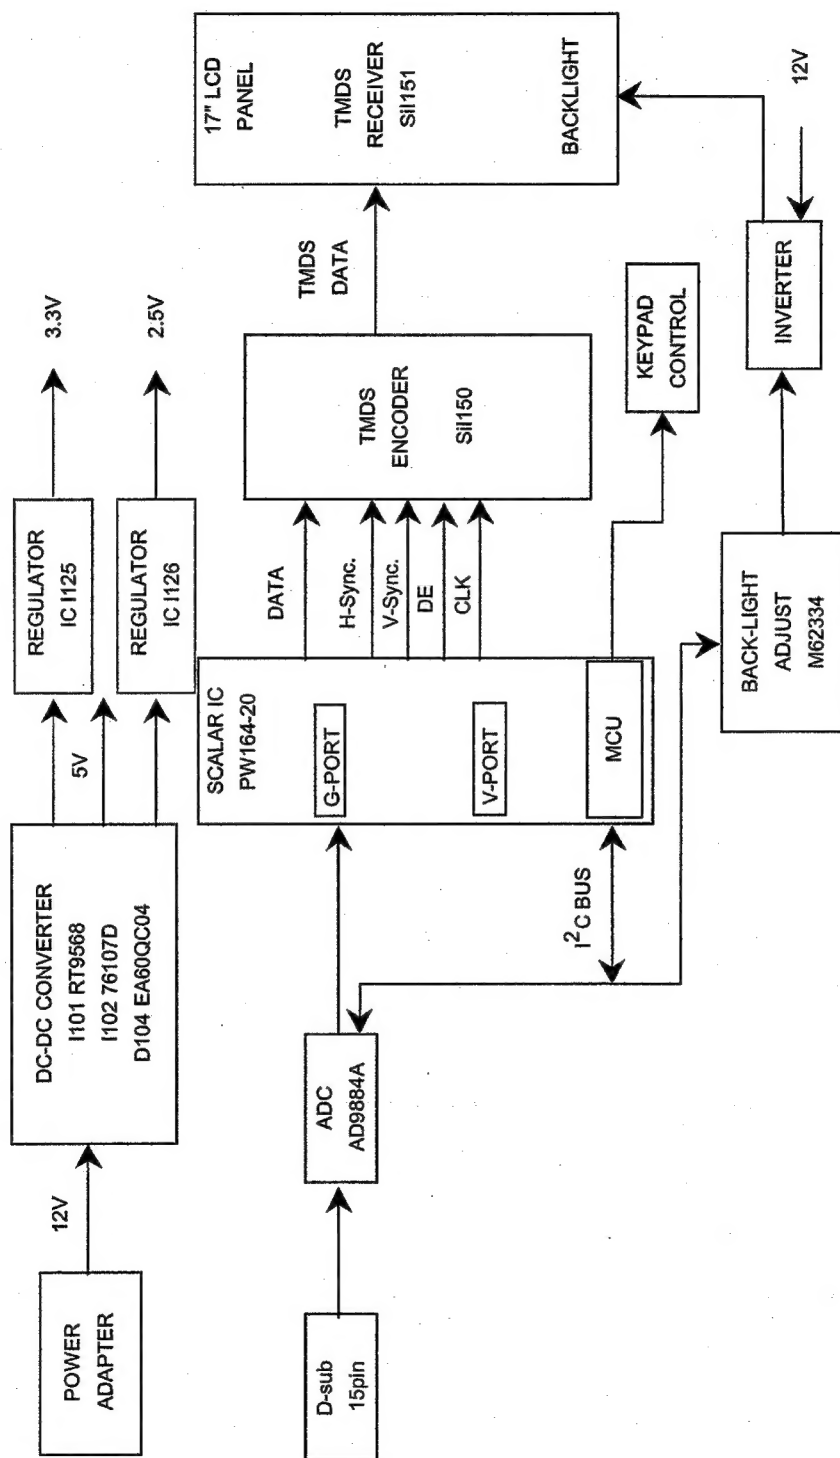 POWER
ADAPTER
12V
DC-DC CONVERTER
I101 RT9568
I102 76107D
D104 EA60QC04
5V
REGULATOR
IC I125
3.3V
REGULATOR
IC I126
2.5V
D-sub
15pin
ADC
AD9884A
SCALAR IC
PW164-20
G-PORT
V-PORT
MCU
I²C BUS
DATA
H-Sync.
V-Sync.
DE
CLK
TMDS
ENCODER
SiI150
TMDS
DATA
17" LCD
PANEL
TMDS
RECEIVER
SiI151
BACKLIGHT
KEYPAD
CONTROL
BACK-LIGHT
ADJUST
M62334
INVERTER
12V